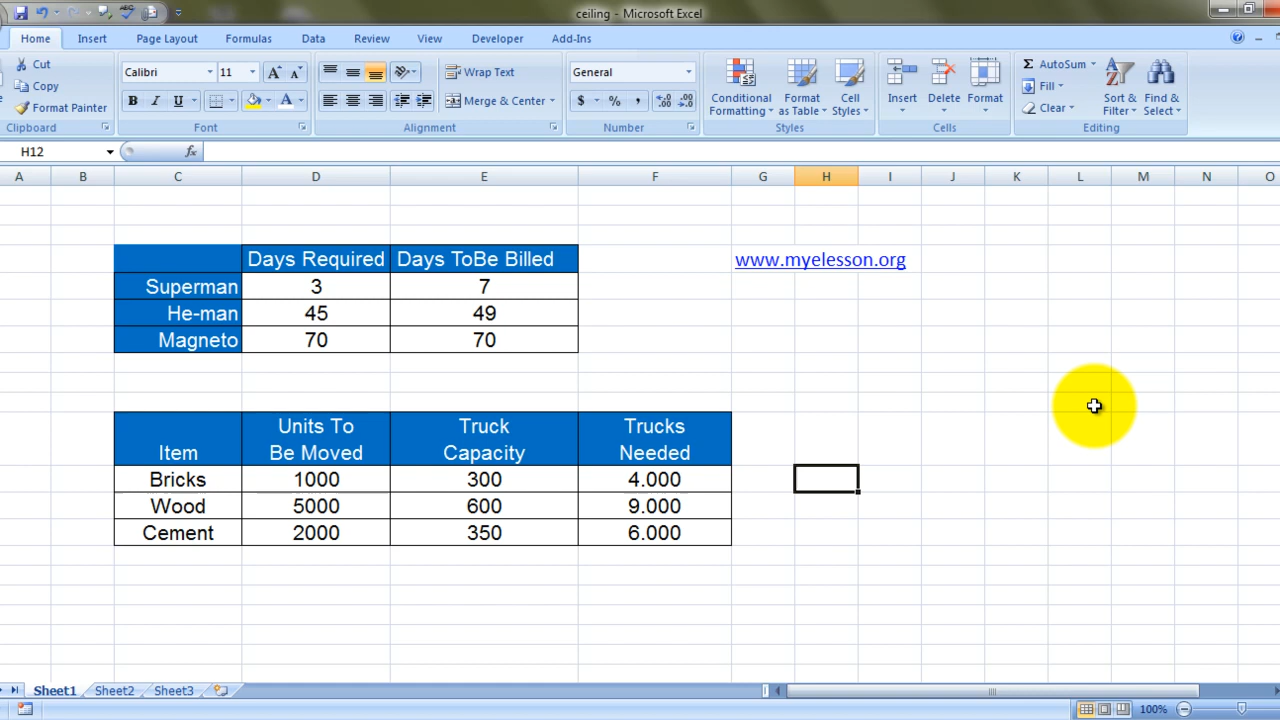 ceiling - Microsoft Excel
Home Insert Page Layout Formulas Data Review View Developer Add-Ins
Cut
Copy
Format Painter
Clipboard
Calibri 11
B I U
Font
Wrap Text
Merge & Center
Alignment
General
$ % ,
Number
Conditional Formatting
Format as Table
Cell Styles
Styles
Insert Delete Format
Cells
AutoSum
Fill
Clear
Sort & Filter
Find & Select
Editing
H12 fx
A B C D E F G H I J K L M N O
Days Required Days ToBe Billed
www.myelesson.org
Superman 3 7
He-man 45 49
Magneto 70 70
Item Units To Be Moved Truck Capacity Trucks Needed
Bricks 1000 300 4.000
Wood 5000 600 9.000
Cement 2000 350 6.000
Sheet1 Sheet2 Sheet3
100%